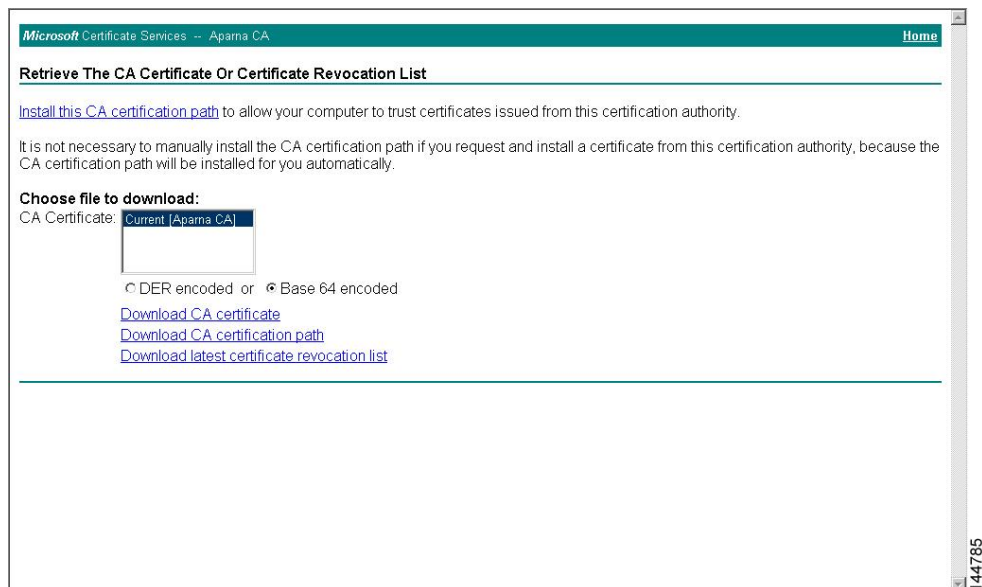 Microsoft Certificate Services -- Aparna CA Home
Retrieve The CA Certificate Or Certificate Revocation List
Install this CA certification path to allow your computer to trust certificates issued from this certification authority.
It is not necessary to manually install the CA certification path if you request and install a certificate from this certification authority, because the
CA certification path will be installed for you automatically.
Choose file to download:
CA Certificate: Current [Aparna CA]
DER encoded or Base 64 encoded
Download CA certificate
Download CA certification path
Download latest certificate revocation list
144785